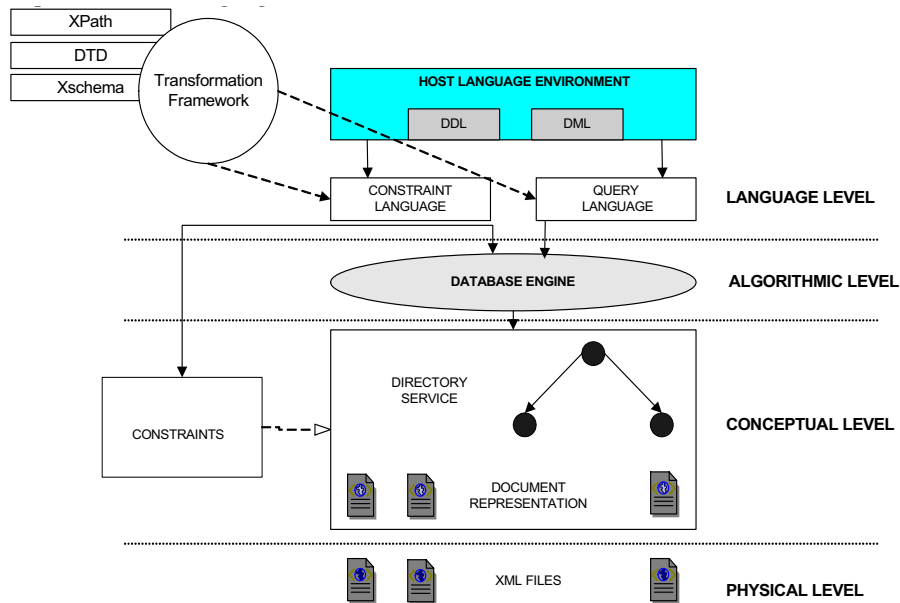 XPath
DTD
Xschema
Transformation
Framework
HOST LANGUAGE ENVIRONMENT
DDL
DML
CONSTRAINT
LANGUAGE
QUERY
LANGUAGE
LANGUAGE LEVEL
DATABASE ENGINE
ALGORITHMIC LEVEL
DIRECTORY
SERVICE
CONSTRAINTS
CONCEPTUAL LEVEL
DOCUMENT
REPRESENTATION
XML FILES
PHYSICAL LEVEL